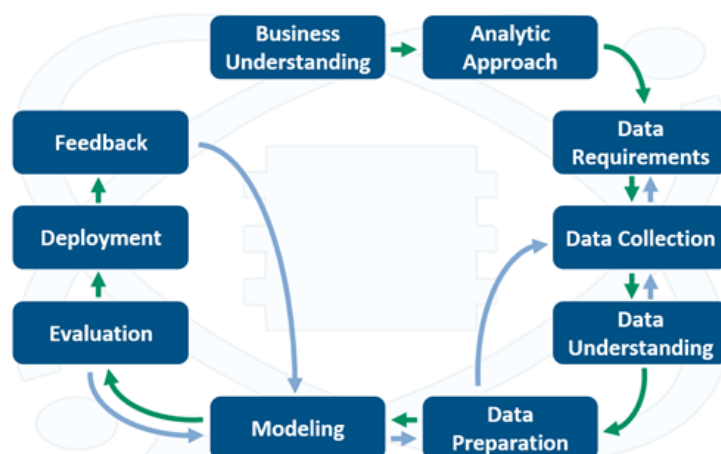 Business
Understanding
Analytic
Approach
Data
Requirements
Data Collection
Data
Understanding
Data
Preparation
Modeling
Evaluation
Deployment
Feedback